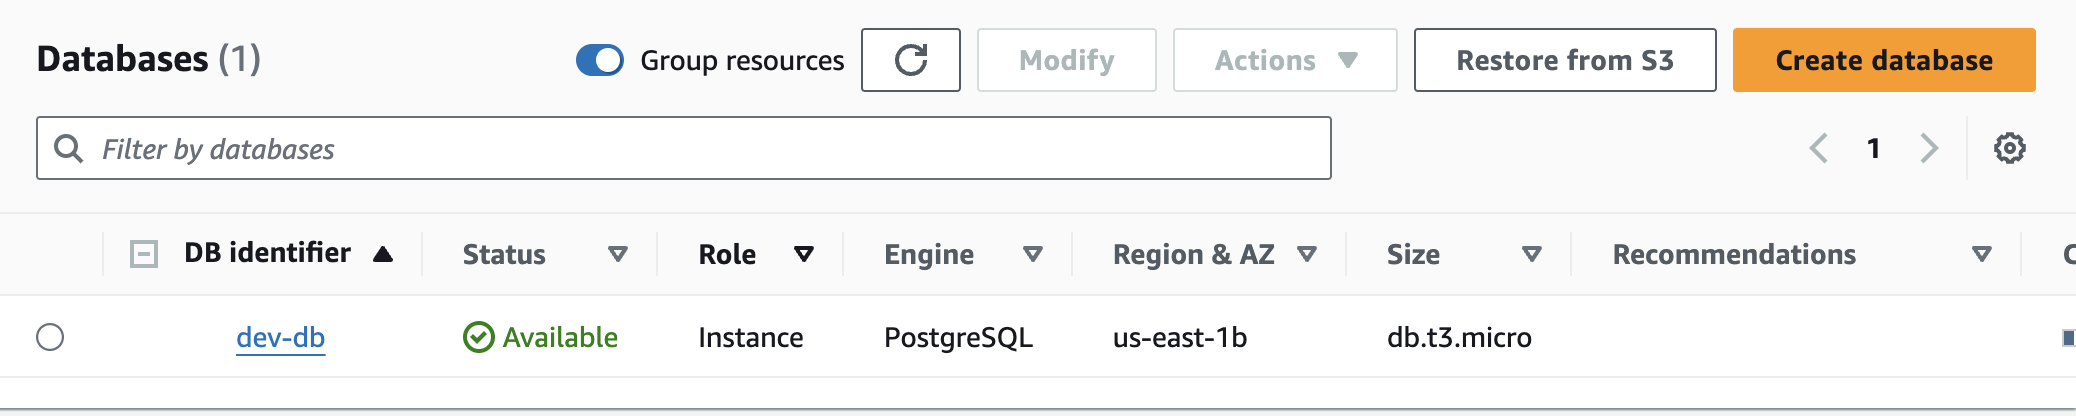 Databases (1) Group resources Modify Actions Restore from S3 Create database
Filter by databases 1
DB identifier Status Role Engine Region & AZ Size Recommendations
dev-db Available Instance PostgreSQL us-east-1b db.t3.micro